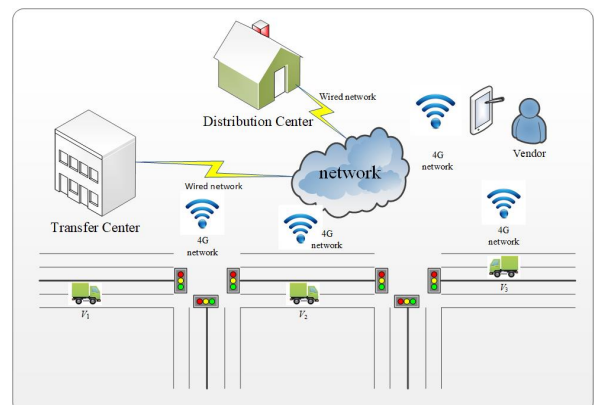 Wired network
Distribution Center
4G
network
Vendor
network
Wired network
Transfer Center
4G
network
4G
network
4G
network
V1
V2
V3